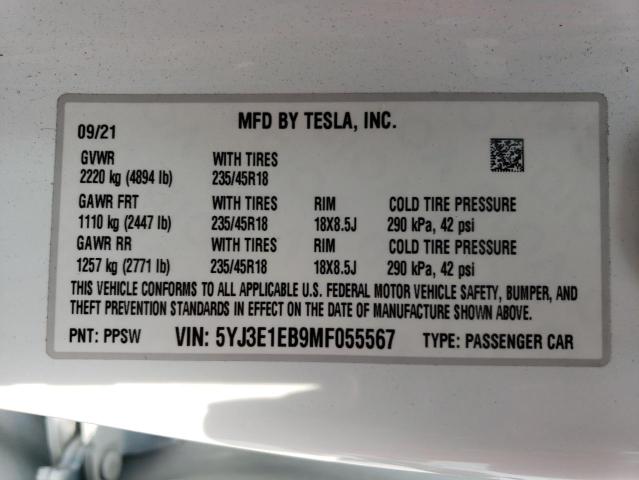 MFD BY TESLA, INC.
09/21
GVWR WITH TIRES
2220 kg (4894 lb) 235/45R18
GAWR FRT WITH TIRES RIM COLD TIRE PRESSURE
1110 kg (2447 lb) 235/45R18 18X8.5J 290 kPa, 42 psi
GAWR RR WITH TIRES RIM COLD TIRE PRESSURE
1257 kg (2771 lb) 235/45R18 18X8.5J 290 kPa, 42 psi
THIS VEHICLE CONFORMS TO ALL APPLICABLE U.S. FEDERAL MOTOR VEHICLE SAFETY, BUMPER, AND
THEFT PREVENTION STANDARDS IN EFFECT ON THE DATE OF MANUFACTURE SHOWN ABOVE.
PNT: PPSW VIN: 5YJ3E1EB9MF055567 TYPE: PASSENGER CAR